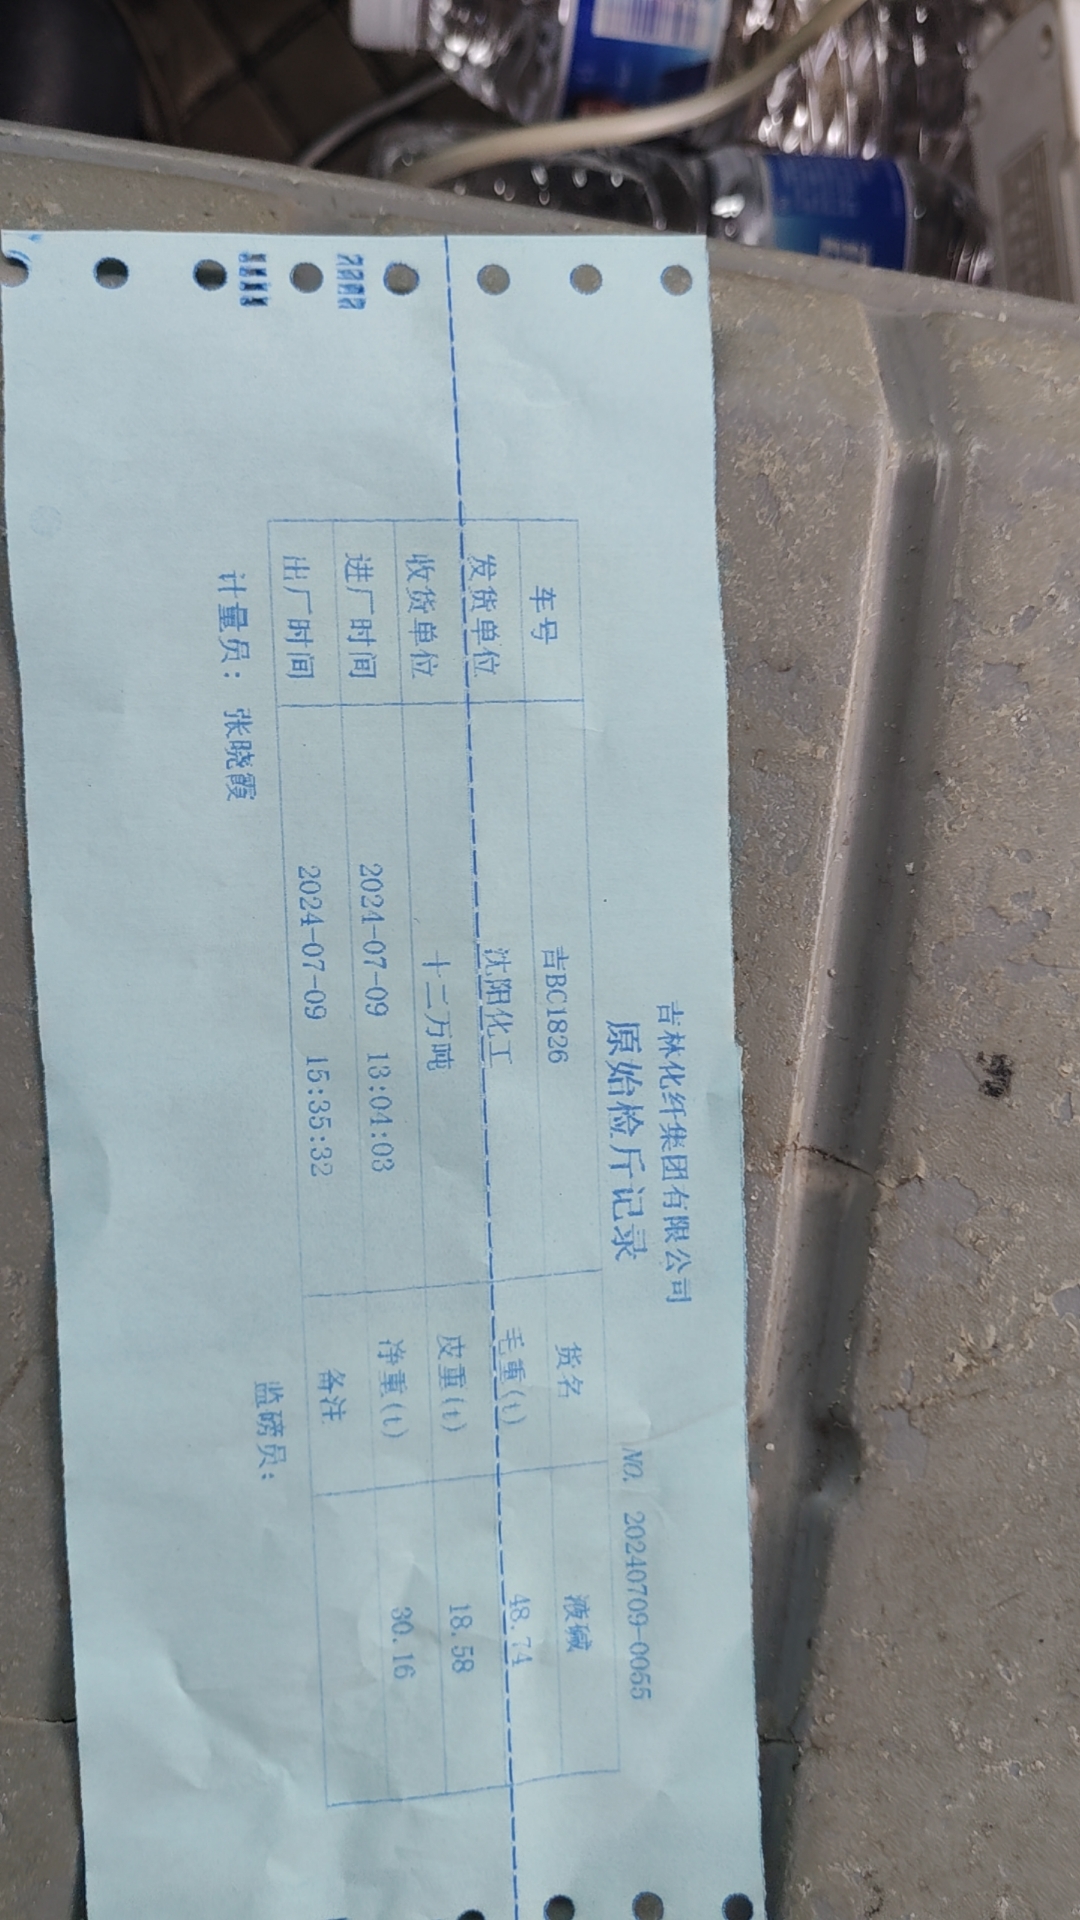 吉林化纤集团有限公司
原始检斤记录
NO. 20240709-0055
车号 吉BC1826 货名 液碱
发货单位 沈阳化工 毛重(t) 48.74
收货单位 十二万吨 皮重(t) 18.58
进厂时间 2024-07-09 13:04:03 净重(t) 30.16
出厂时间 2024-07-09 15:35:32 备注
计量员: 张晓霞 监磅员: